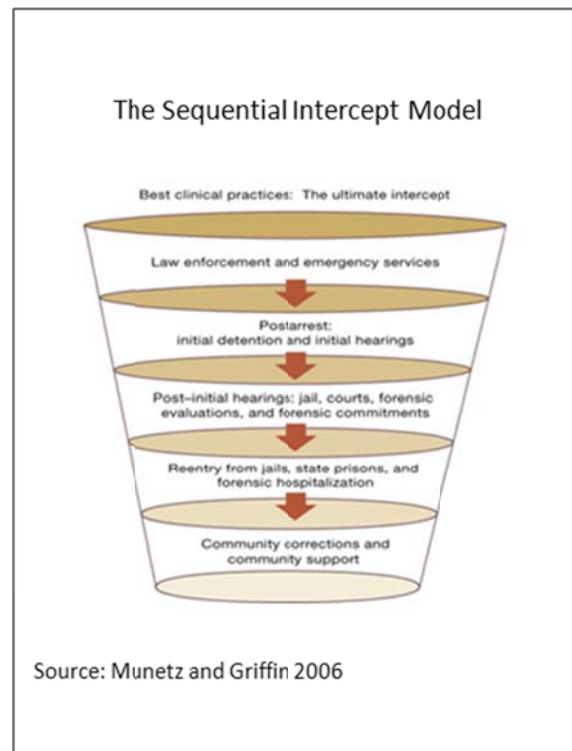 The Sequential Intercept Model
Best clinical practices: The ultimate intercept
Law enforcement and emergency services
Postarrest:
initial detention and initial hearings
Post–initial hearings: jail, courts, forensic
evaluations, and forensic commitments
Reentry from jails, state prisons, and
forensic hospitalization
Community corrections and
community support
Source: Munetz and Griffin 2006